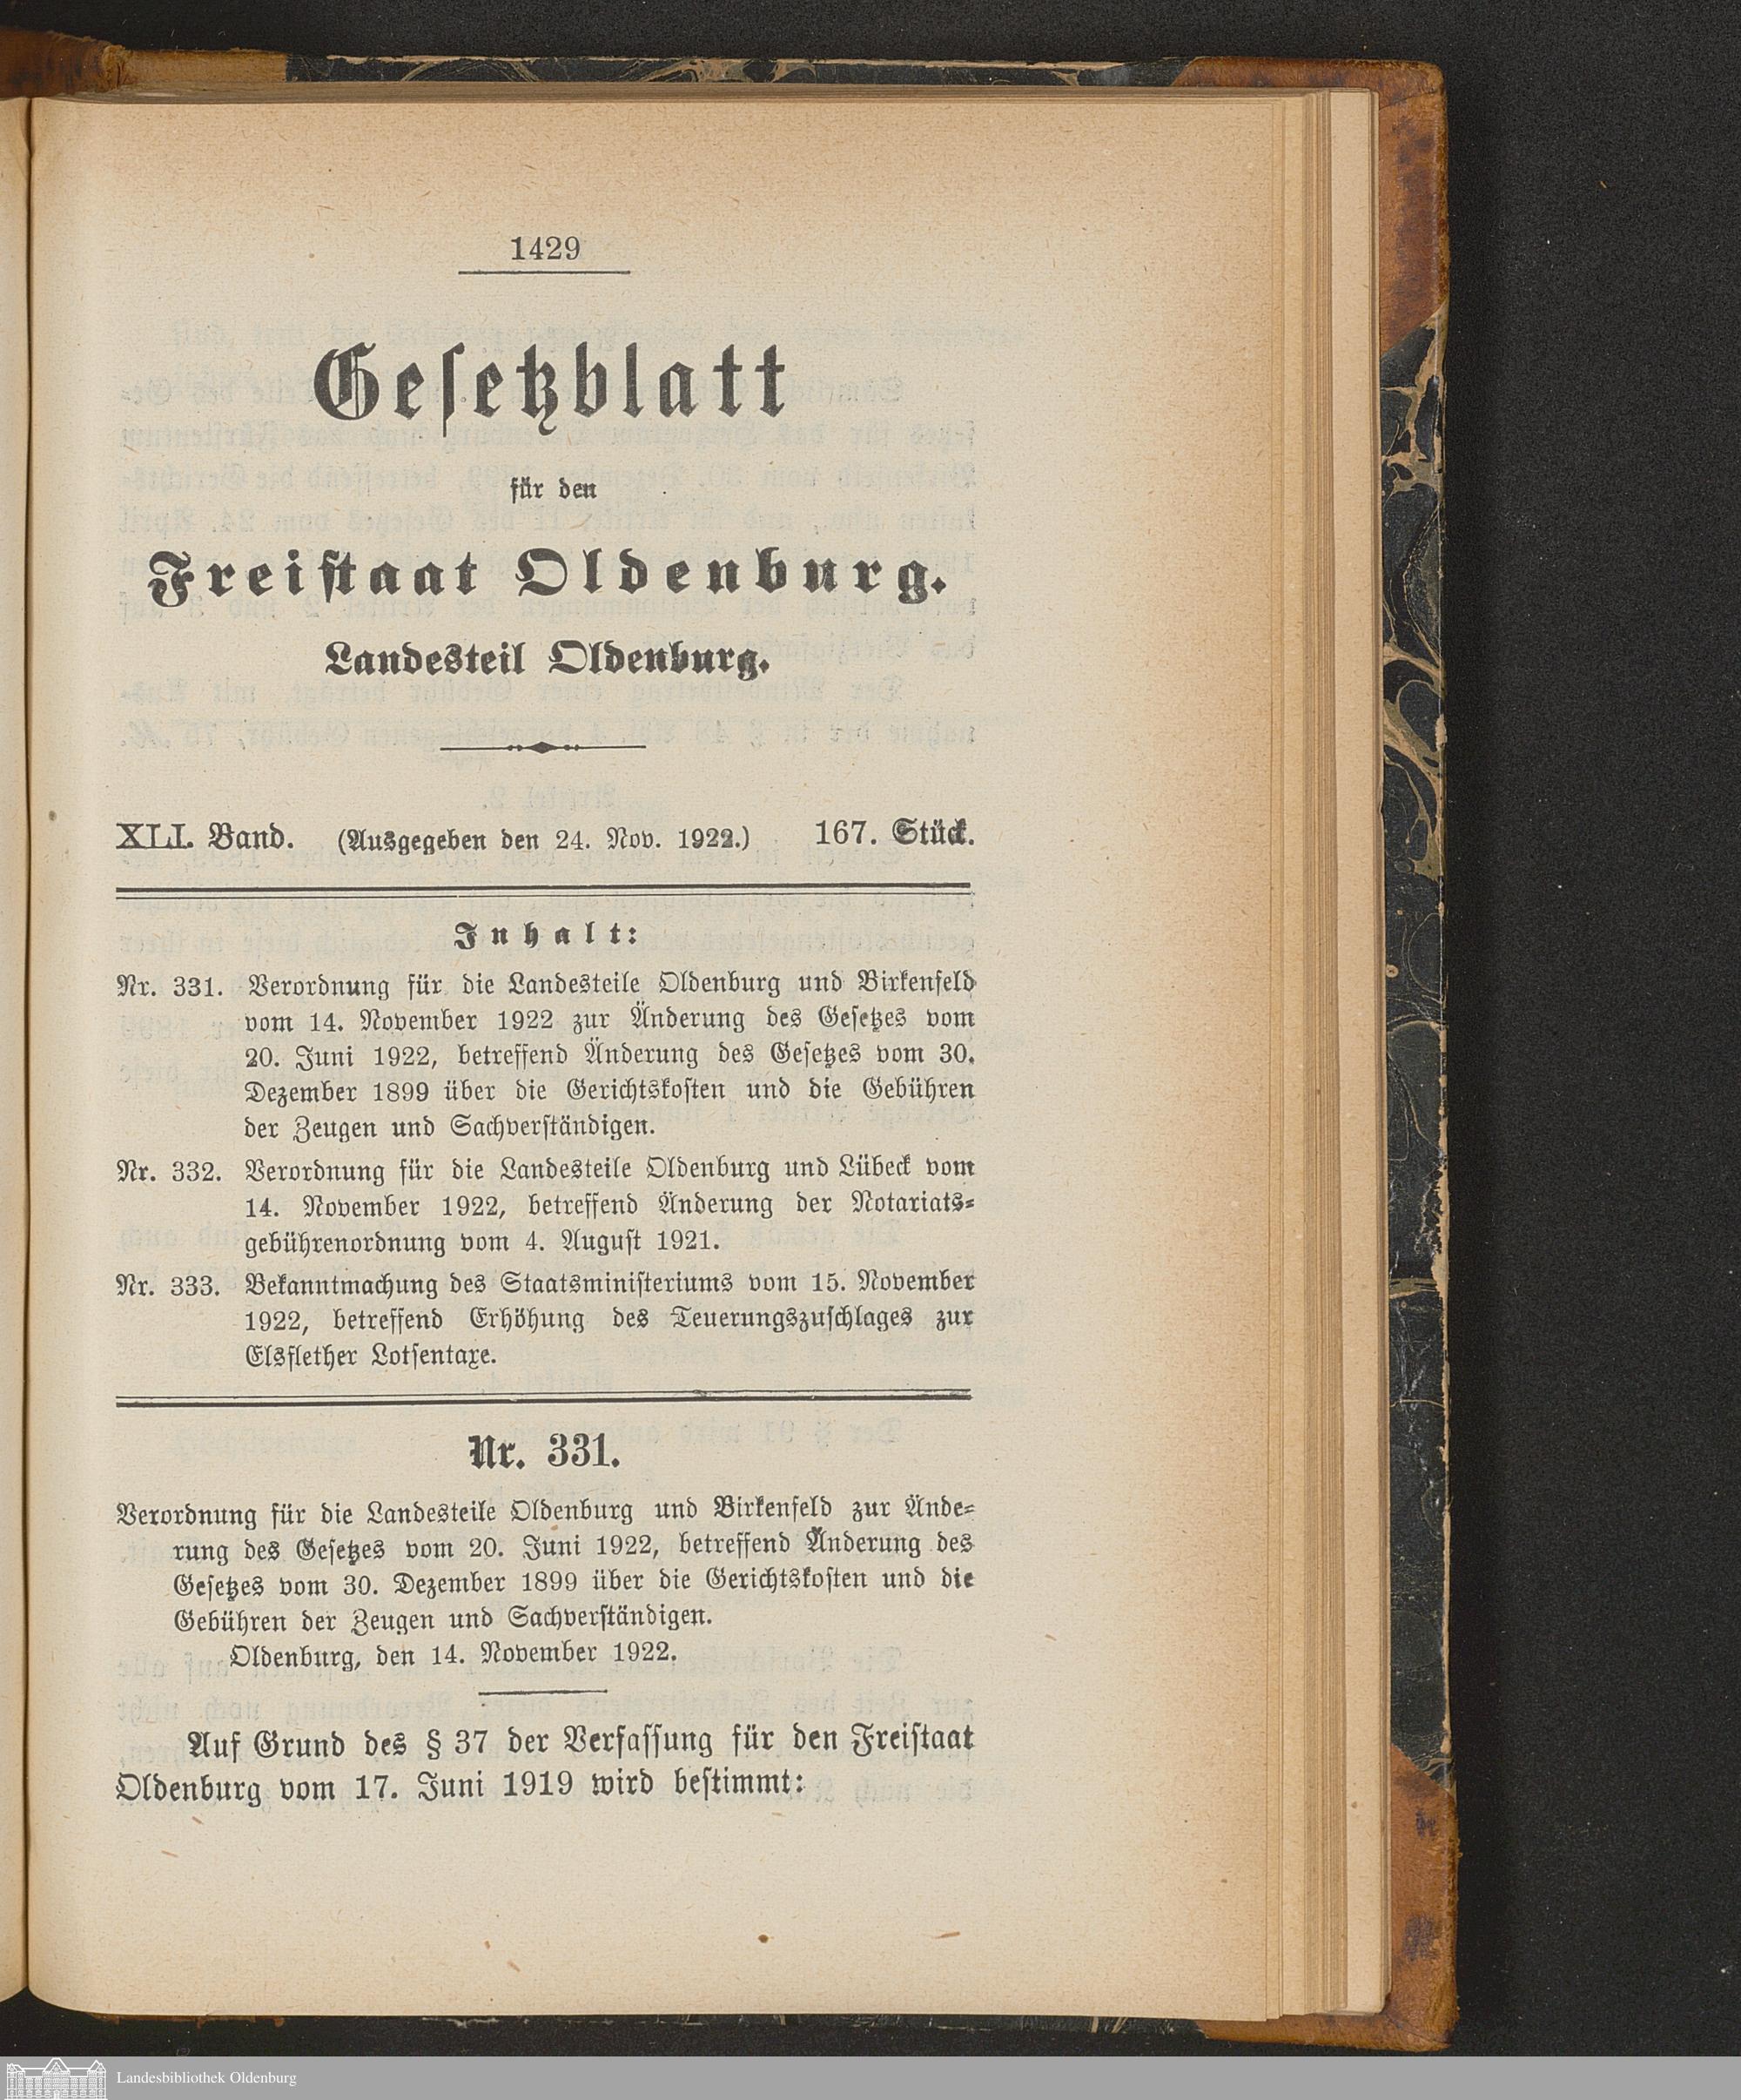 1429
Gesetzblatt
für den
Freistaat Oldenburg.
Landesteil Oldenburg.
XLI. Band. (Ausgegeben den 24. Nov. 1922.) 167. Stück.
Inhalt:
Nr. 331. Verordnung für die Landesteile Oldenburg und Birkenfeld
vom 14. November 1922 zur Änderung des Gesetzes vom
20. Juni 1922, betreffend Änderung des Gesetzes vom 30.
Dezember 1899 über die Gerichtskosten und die Gebühren
der Zeugen und Sachverständigen.
Nr. 332. Verordnung für die Landesteile Oldenburg und Lübeck vom
14. November 1922, betreffend Änderung der Notariats-
gebührenordnung vom 4. August 1921.
Nr. 333. Bekanntmachung des Staatsministeriums vom 15. November
1922, betreffend Erhöhung des Teuerungszuschlages zur
Elsflether Lotsentaxe.
Nr. 331.
Verordnung für die Landesteile Oldenburg und Birkenfeld zur Ände-
rung des Gesetzes vom 20. Juni 1922, betreffend Änderung des
Gesetzes vom 30. Dezember 1899 über die Gerichtskosten und die
Gebühren der Zeugen und Sachverständigen.
Oldenburg, den 14. November 1922.
Auf Grund des § 37 der Verfassung für den Freistaat
Oldenburg vom 17. Juni 1919 wird bestimmt:
Landesbibliothek Oldenburg